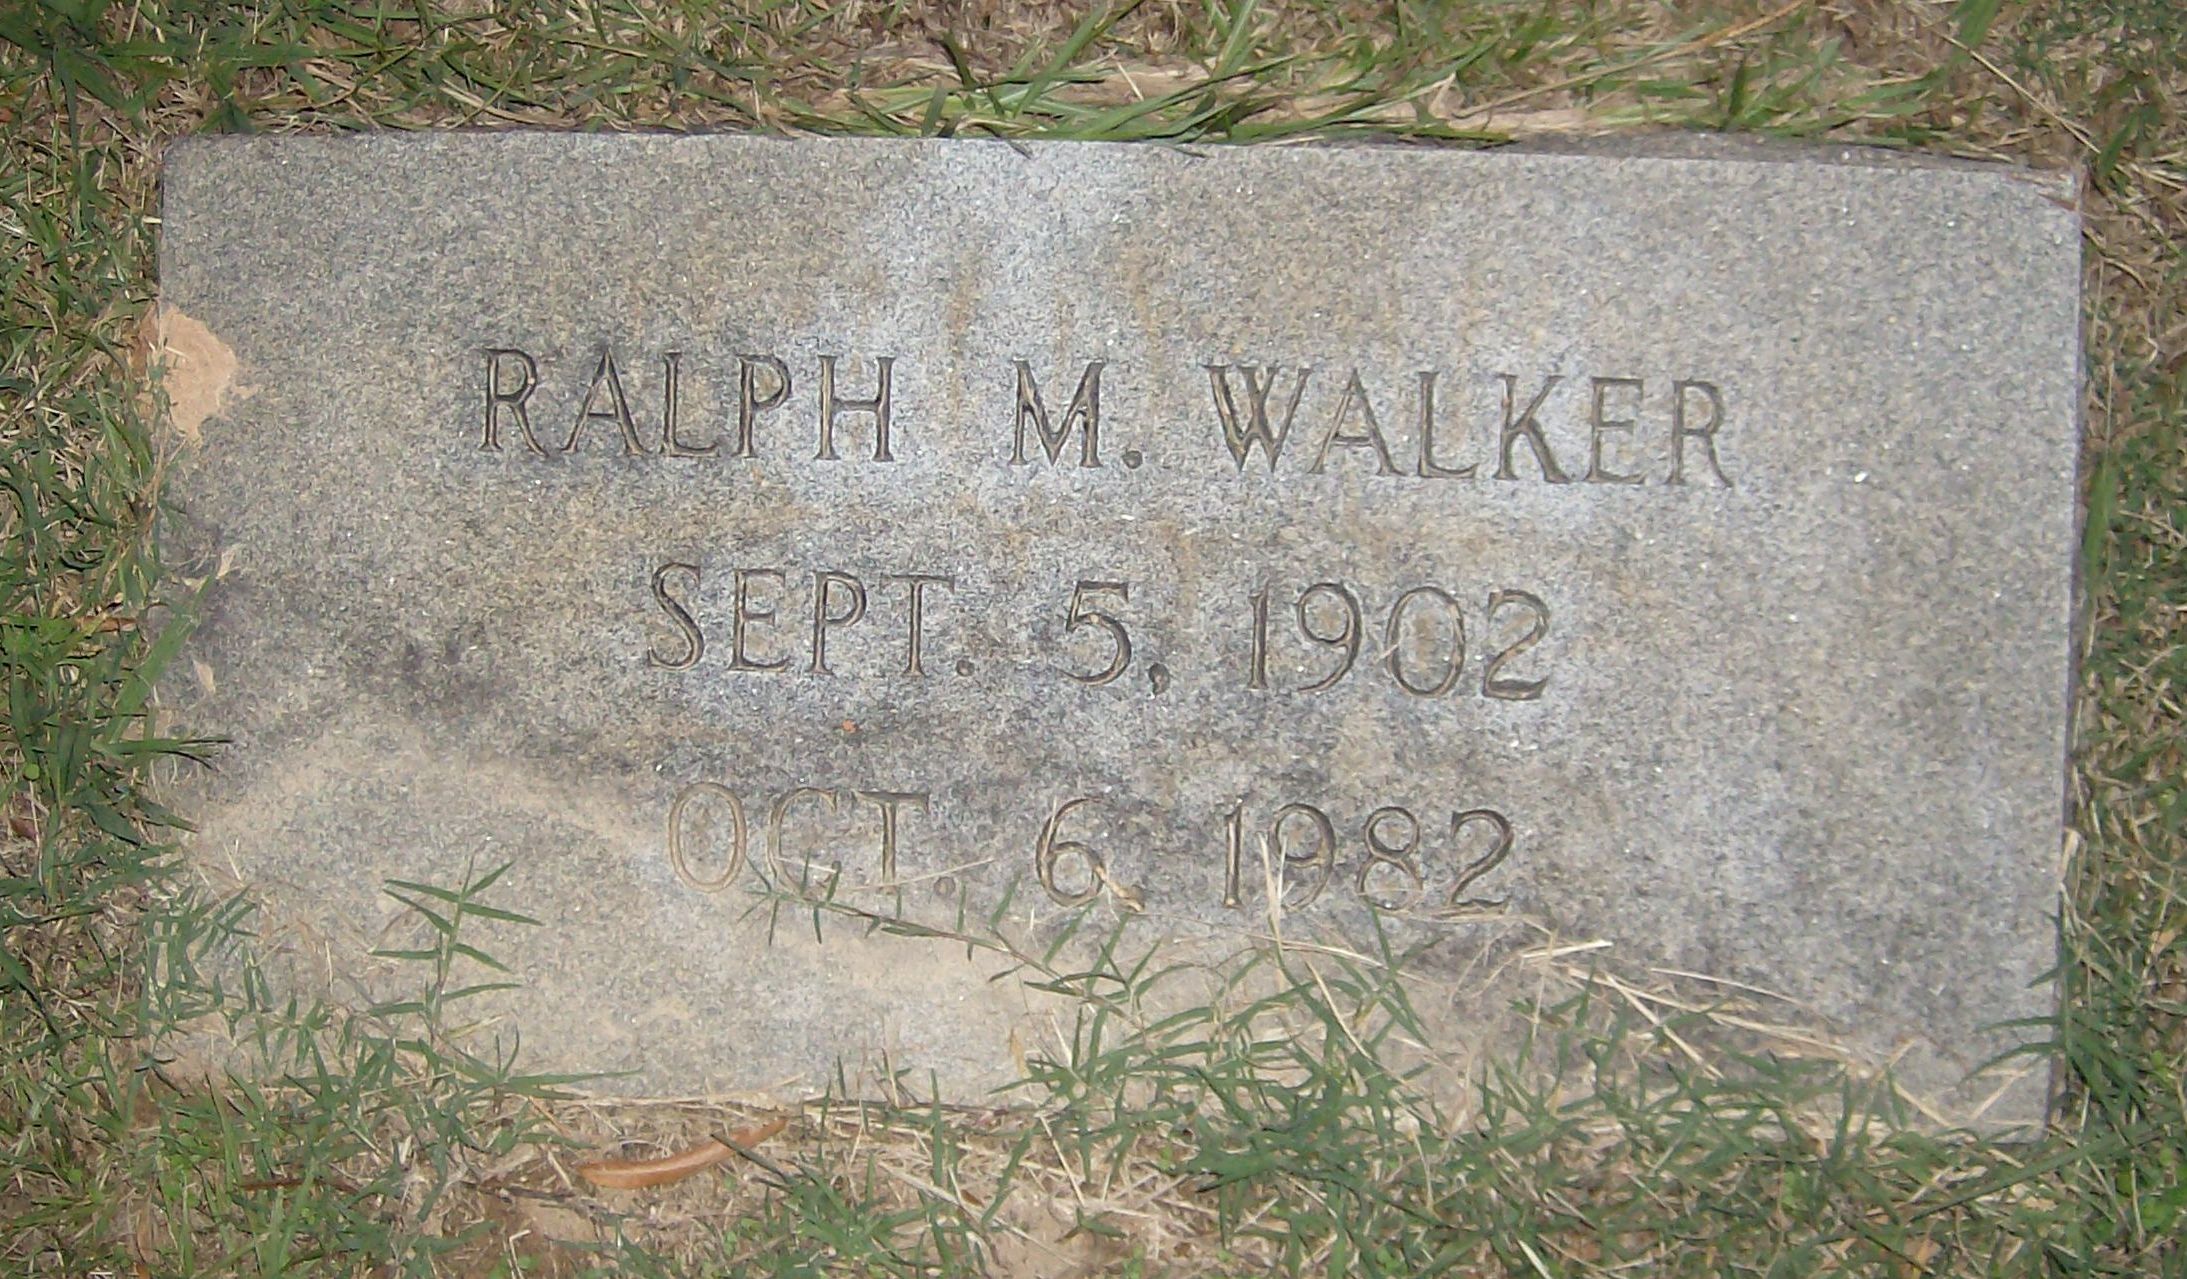 RALPH M. WALKER
SEPT. 5, 1902
OCT. 6, 1982